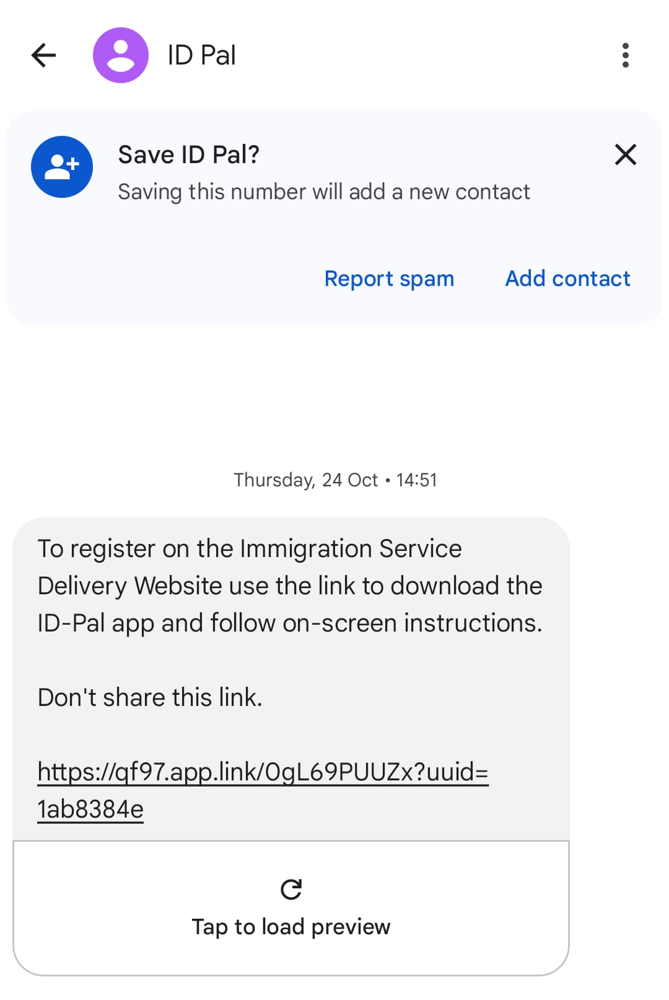 ID Pal
Save ID Pal?
Saving this number will add a new contact
Report spam Add contact
Thursday, 24 Oct • 14:51
To register on the Immigration Service
Delivery Website use the link to download the
ID-Pal app and follow on-screen instructions.
Don't share this link.
https://qf97.app.link/0gL69PUUZx?uuid=
1ab8384e
Tap to load preview